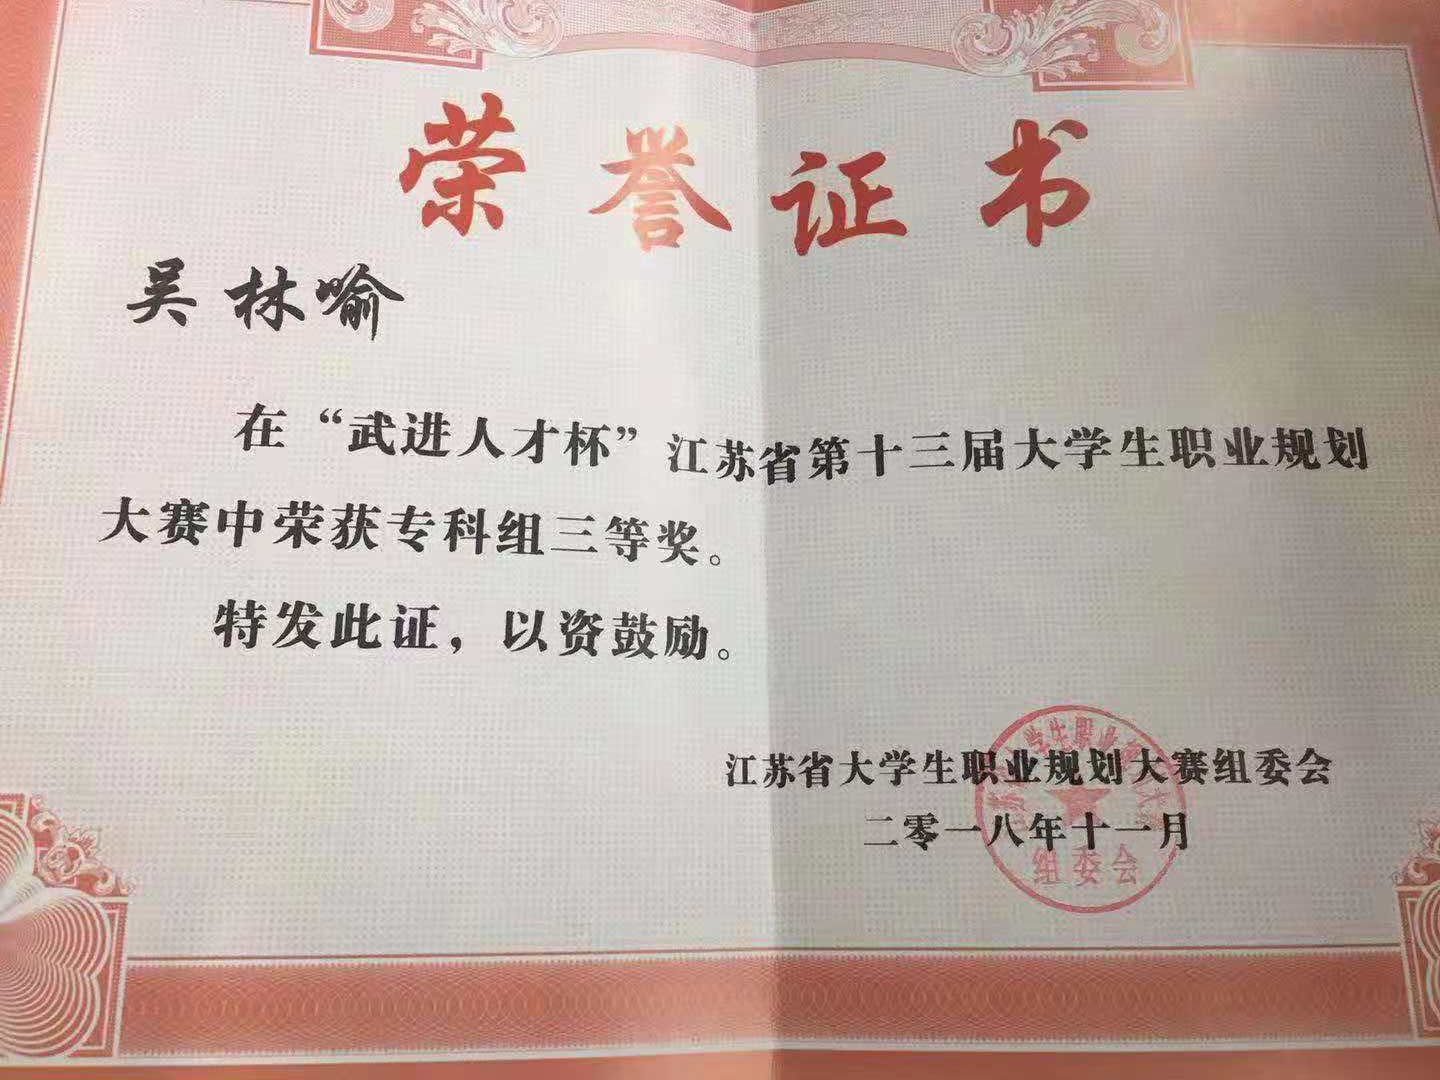 荣誉证书
吴林喻
在“武进人才杯”江苏省第十三届大学生职业规划
大赛中荣获专科组三等奖。
特发此证，以资鼓励。
江苏省大学生职业规划大赛组委会
二零一八年十一月
组委会